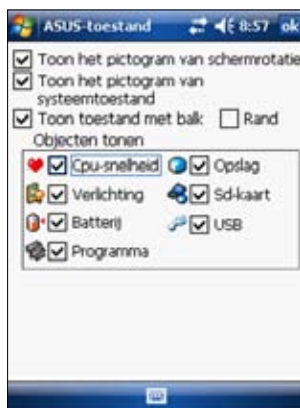 ASUS-toestand 8:57 ok
Toon het pictogram van schermrotatie
Toon het pictogram van
systeemtoestand
Toon toestand met balk Rand
Objecten tonen
Cpu-snelheid Opslag
Verlichting Sd-kaart
Batterij USB
Programma